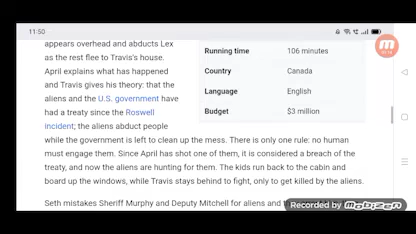 11:50
appears overhead and abducts Lex
as the rest flee to Travis's house.
April explains what has happened
and Travis gives his theory: that the
aliens and the U.S. government have
had a treaty since the Roswell
incident; the aliens abduct people
Running time 106 minutes
Country Canada
Language English
Budget $3 million
while the government is left to clean up the mess. There is only one rule: no human
must engage them. Since April has shot one of them, it is considered a breach of the
treaty, and now the aliens are hunting for them. The kids run back to the cabin and
board up the windows, while Travis stays behind to fight, only to get killed by the aliens.
Seth mistakes Sheriff Murphy and Deputy Mitchell for aliens and
Recorded by mobizen